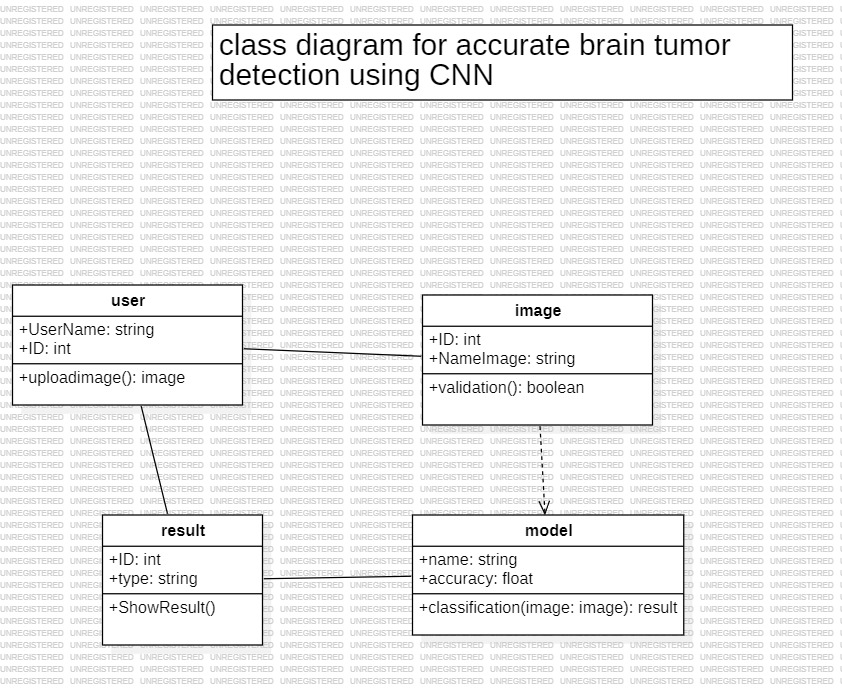 class diagram for accurate brain tumor
detection using CNN
user
+UserName: string
+ID: int
+uploadimage(): image
image
+ID: int
+NameImage: string
+validation(): boolean
result
+ID: int
+type: string
+ShowResult()
model
+name: string
+accuracy: float
+classification(image: image): result
UNREGISTERED